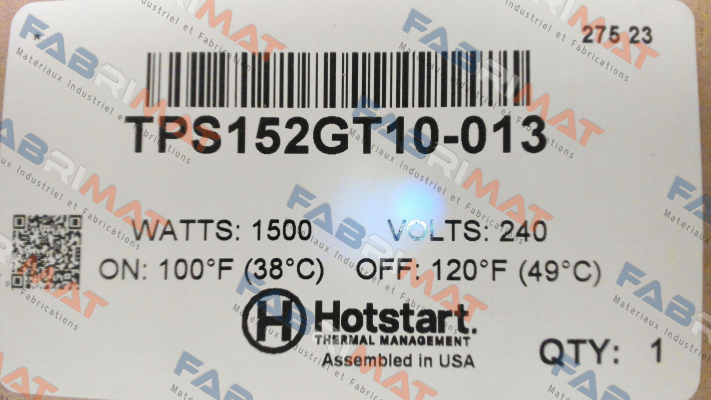 275 23
TPS152GT10-013
WATTS: 1500 VOLTS: 240
ON: 100°F (38°C) OFF: 120°F (49°C)
H Hotstart.
THERMAL MANAGEMENT
Assembled in USA
QTY: 1
FABRIMAT
Materiaux Industriel et Fabrications